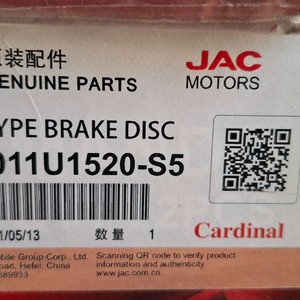 装配件
JAC
ENUINE PARTS
MOTORS
YPE BRAKE DISC
011U1520-S5
Cardinal
1/05/13
数量 1
obile Group Corp., Ltd.
oad, Hefei, China
889933
Scanning QR code to verify product
information and authenticity.
www.jac.com.cn